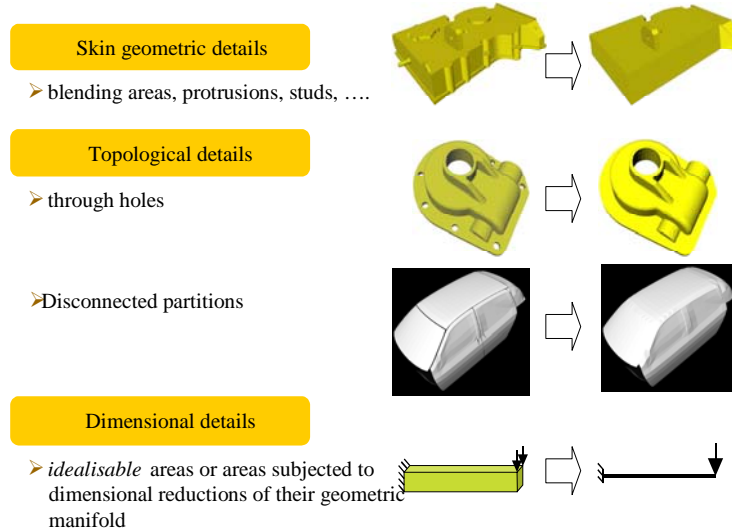 Skin geometric details
➢ blending areas, protrusions, studs, ….
Topological details
➢ through holes
➢Disconnected partitions
Dimensional details
➢ idealisable areas or areas subjected to
dimensional reductions of their geometric
manifold